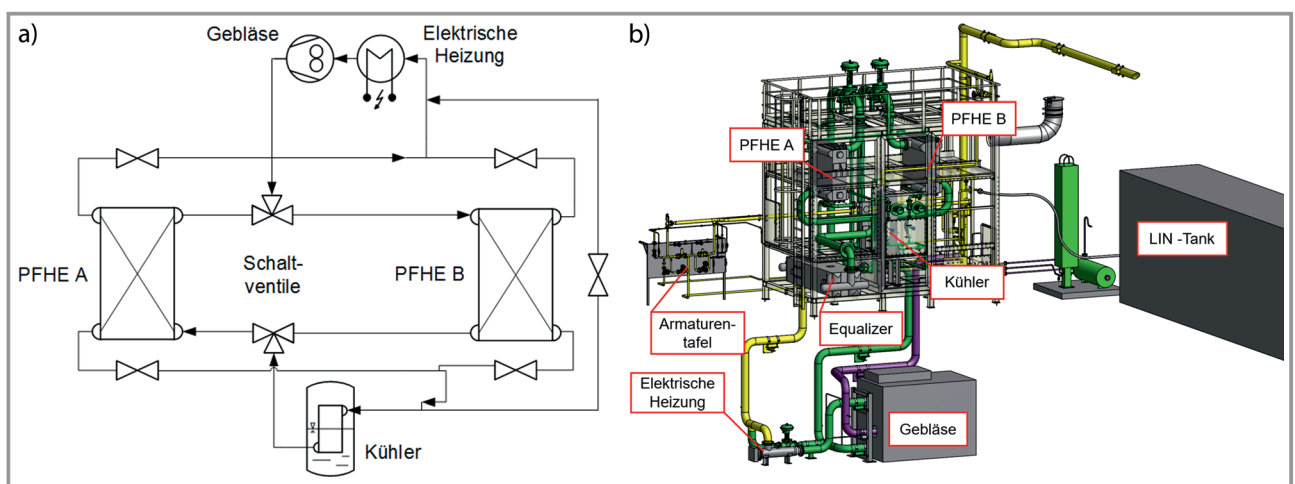 a)
Gebläse
Elektrische
Heizung
PFHE A
Schalt-
ventile
PFHE B
Kühler
b)
PFHE B
PFHE A
LIN -Tank
Kühler
Armaturen-
tafel
Equalizer
Elektrische
Heizung
Gebläse